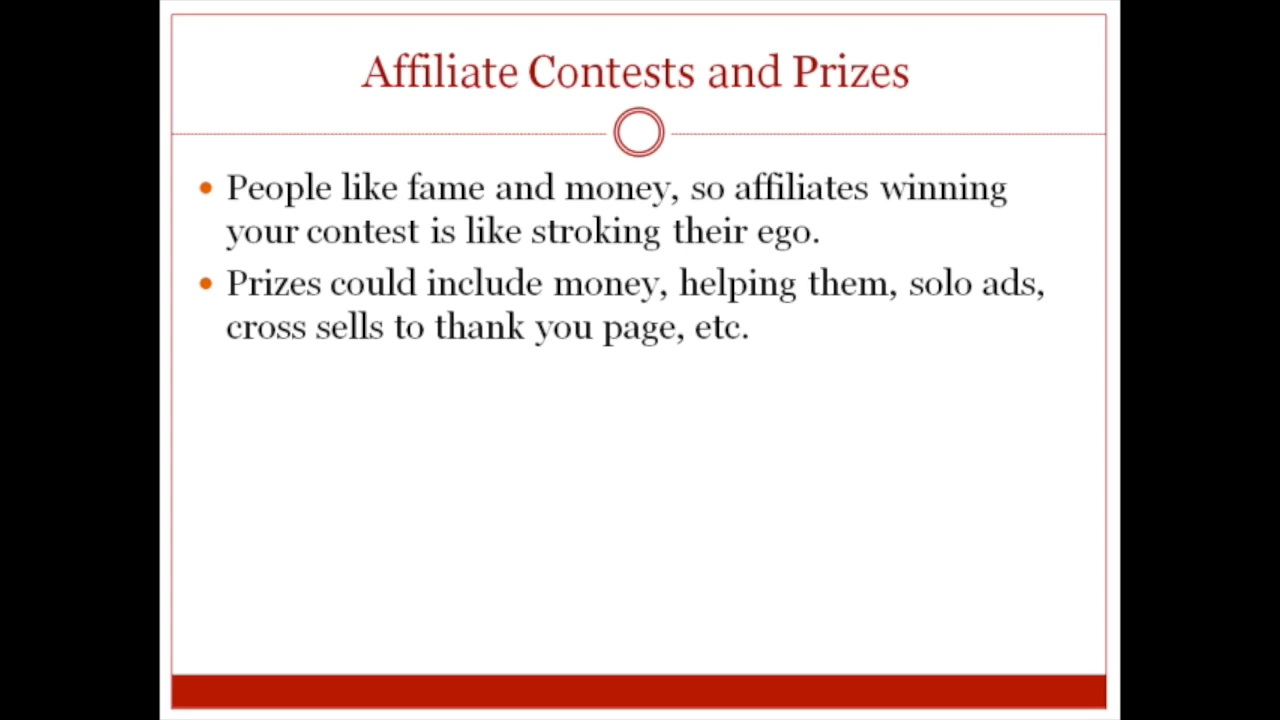 Affiliate Contests and Prizes
People like fame and money, so affiliates winning
your contest is like stroking their ego.
Prizes could include money, helping them, solo ads,
cross sells to thank you page, etc.